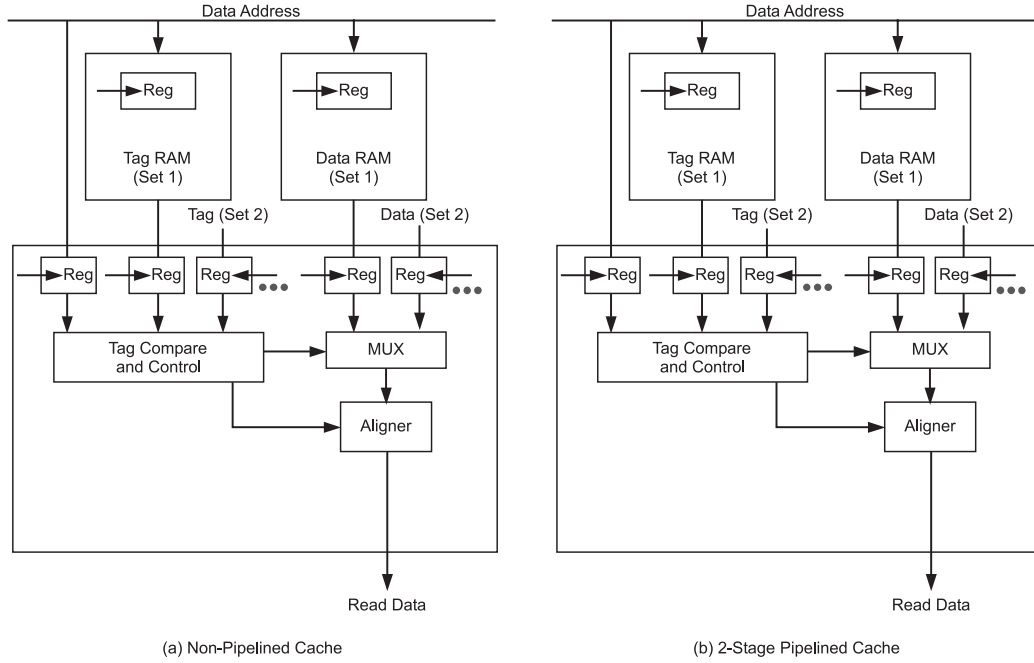 Data Address
Reg
Reg
Tag RAM
(Set 1)
Data RAM
(Set 1)
Tag (Set 2)
Data (Set 2)
Reg
Reg
Reg
Reg
Reg
Tag Compare
and Control
MUX
Aligner
Read Data
(a) Non-Pipelined Cache
Data Address
Reg
Reg
Tag RAM
(Set 1)
Data RAM
(Set 1)
Tag (Set 2)
Data (Set 2)
Reg
Reg
Reg
Reg
Reg
Tag Compare
and Control
MUX
Aligner
Read Data
(b) 2-Stage Pipelined Cache